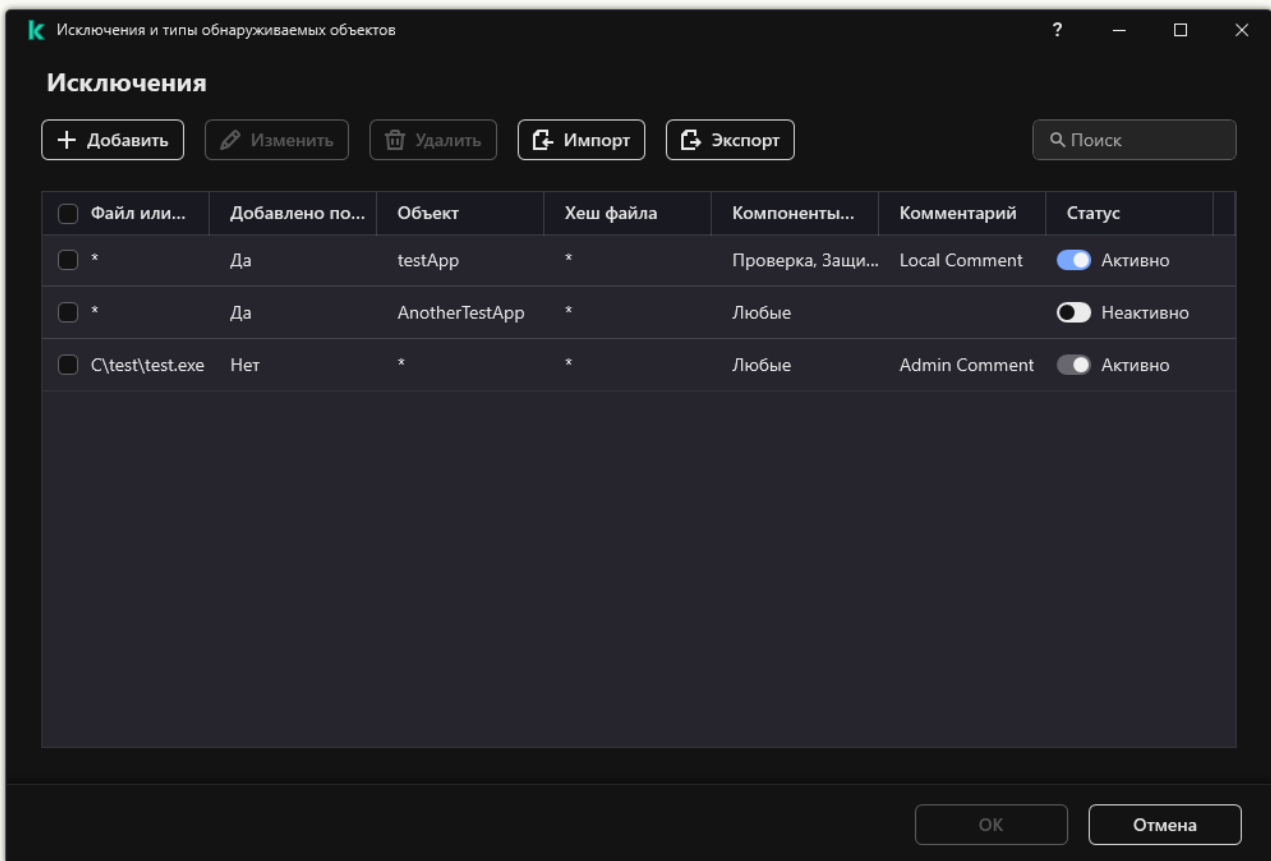 Исключения и типы обнаруживаемых объектов ?
Исключения
Добавить Изменить Удалить Импорт Экспорт Поиск
Файл или... Добавлено по... Объект Хеш файла Компоненты... Комментарий Статус
* Да testApp * Проверка, Защи... Local Comment Активно
* Да AnotherTestApp * Любые Неактивно
C\test\test.exe Нет * * Любые Admin Comment Активно
ОК Отмена